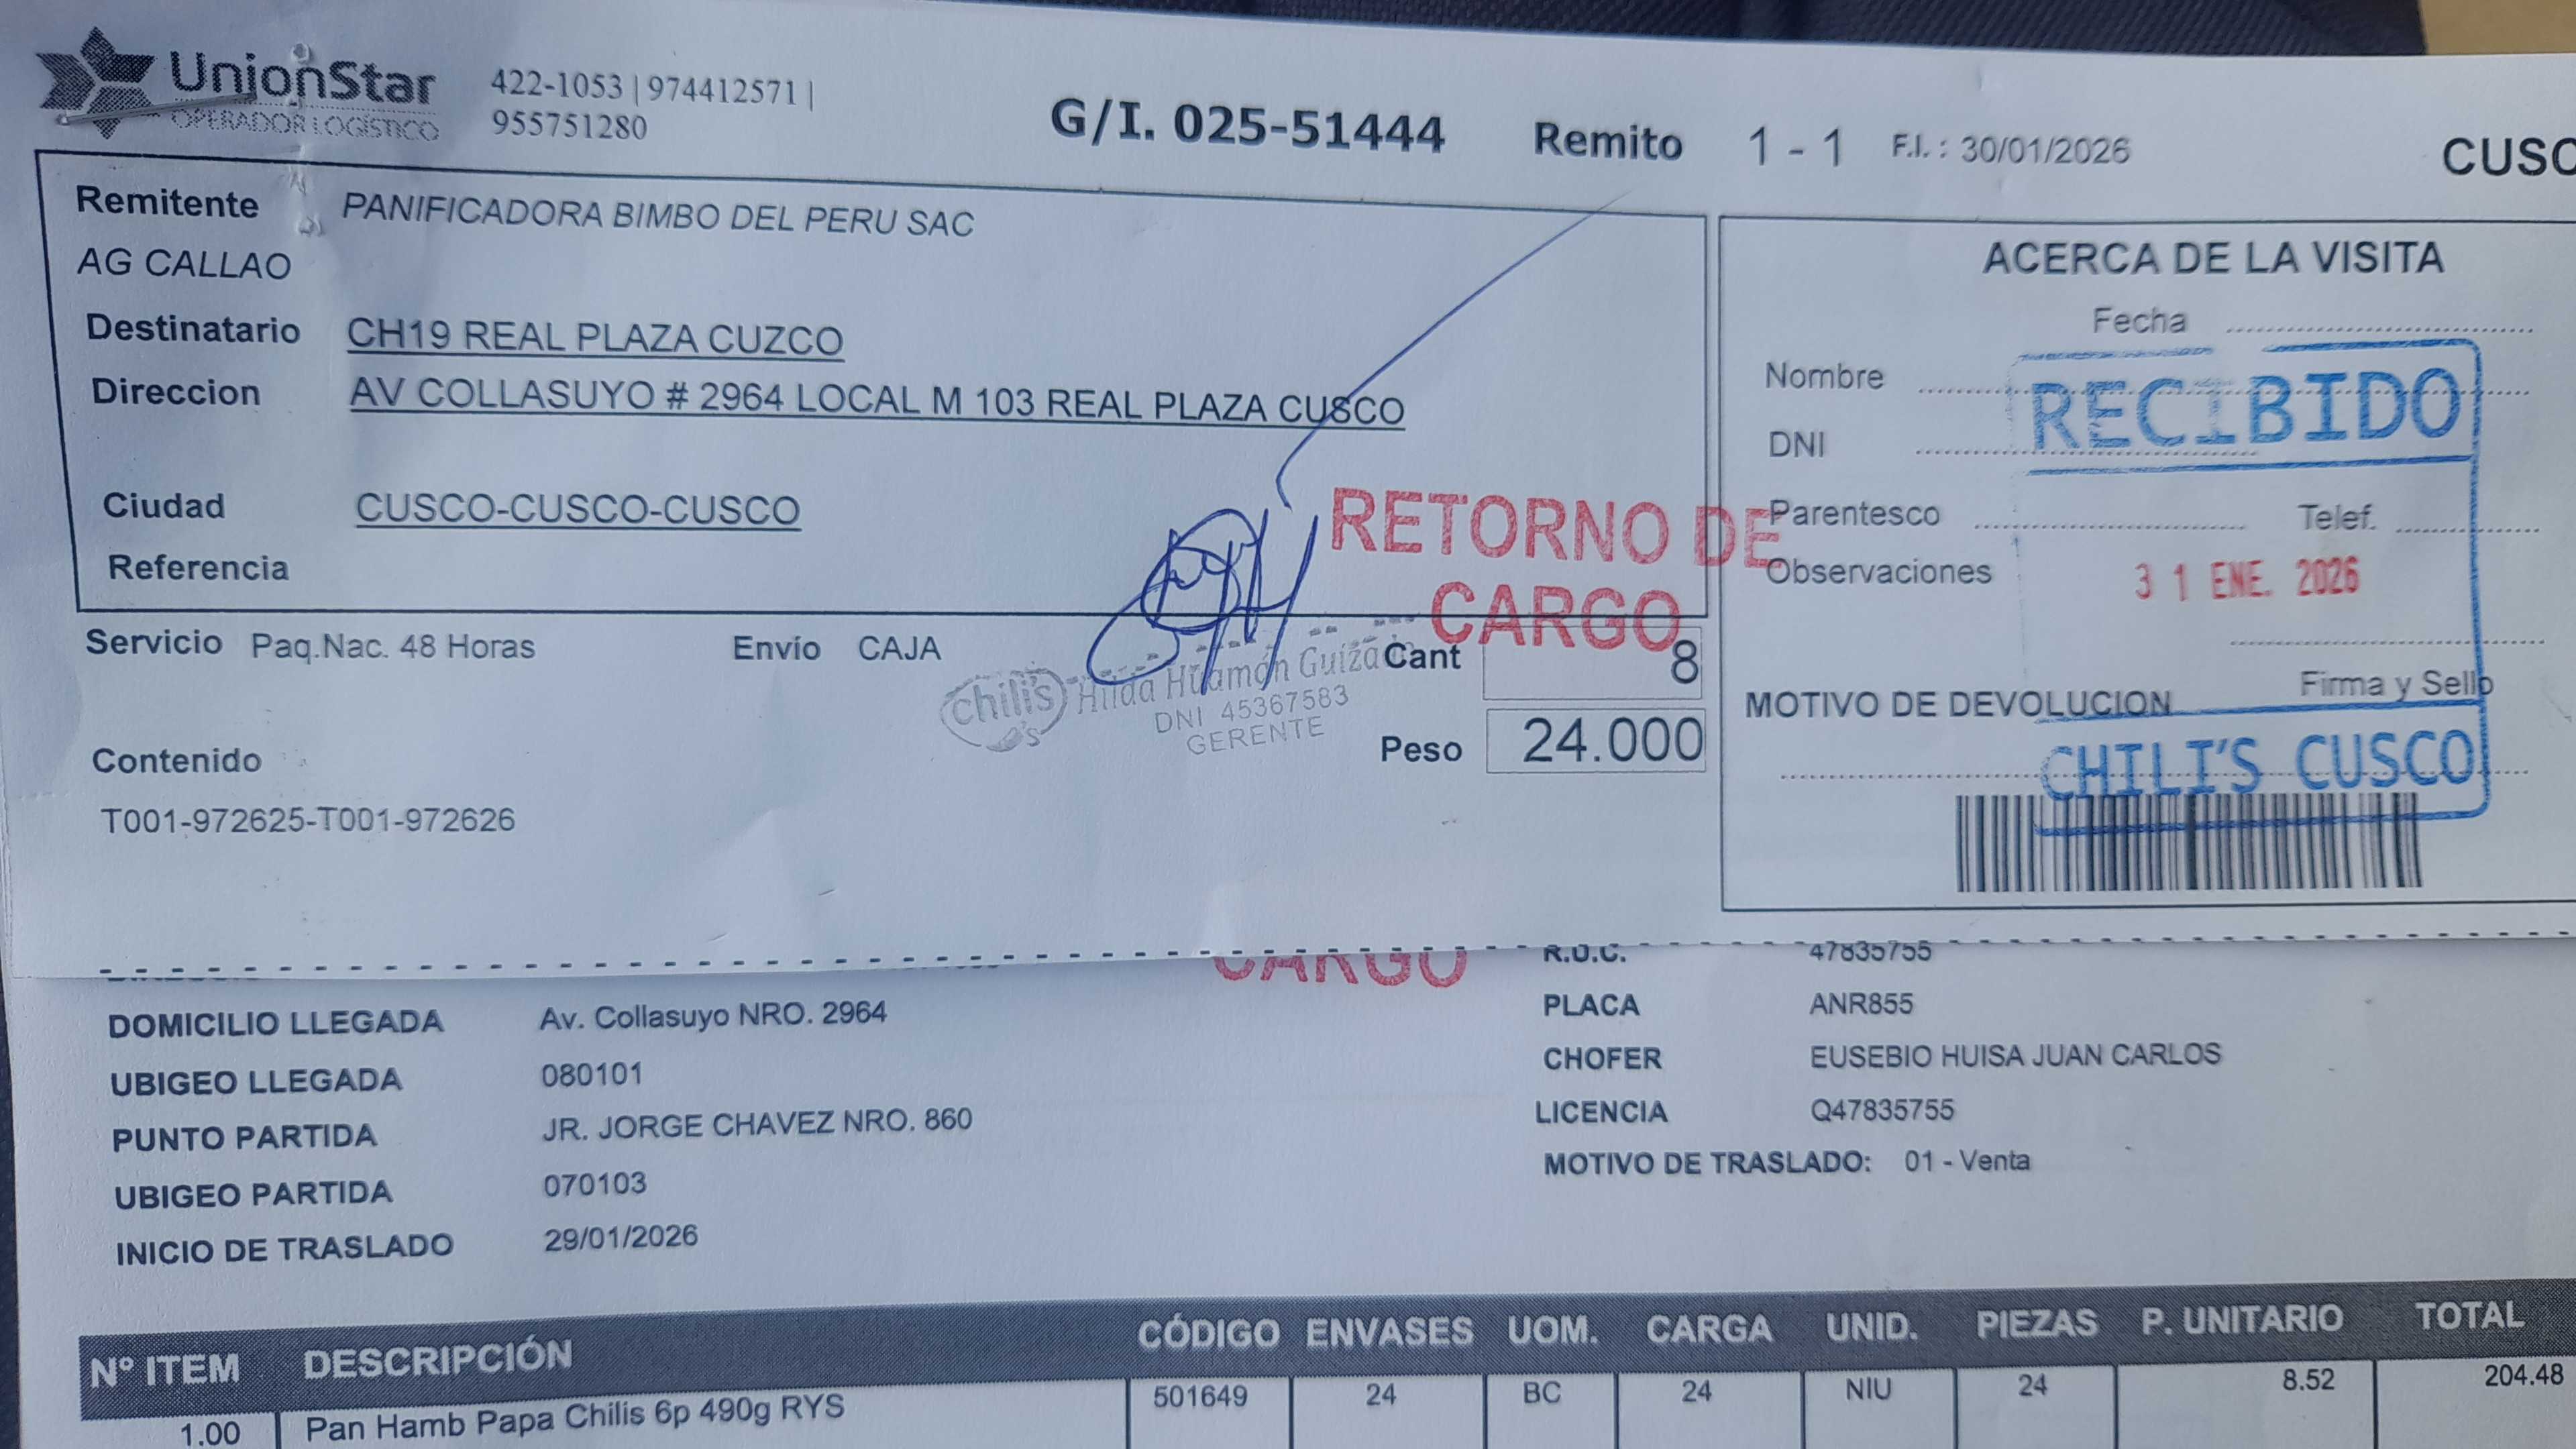 UnionStar
OPERADOR LOGÍSTICO
422-1053 | 974412571 |
955751280
G/I. 025-51444
Remito 1 - 1 F.I. : 30/01/2026
CUSC
Remitente PANIFICADORA BIMBO DEL PERU SAC
AG CALLAO
Destinatario CH19 REAL PLAZA CUZCO
Direccion AV COLLASUYO # 2964 LOCAL M 103 REAL PLAZA CUSCO
Ciudad CUSCO-CUSCO-CUSCO
Referencia
RETORNO DE
CARGO
Servicio Paq.Nac. 48 Horas Envío CAJA Cant 8
chili's Hilda Huamán
DNI 45367583
GERENTE
Peso 24.000
Contenido
T001-972625-T001-972626
ACERCA DE LA VISITA
Fecha
Nombre
RECIBIDO
DNI
Parentesco Telef.
Observaciones
31 ENE. 2026
Firma y Sello
MOTIVO DE DEVOLUCION
CHILI'S CUSCO
CARGO
R.U.C. 47835755
DOMICILIO LLEGADA Av. Collasuyo NRO. 2964
PLACA ANR855
UBIGEO LLEGADA 080101
CHOFER EUSEBIO HUISA JUAN CARLOS
PUNTO PARTIDA JR. JORGE CHAVEZ NRO. 860
LICENCIA Q47835755
UBIGEO PARTIDA 070103
MOTIVO DE TRASLADO: 01 - Venta
INICIO DE TRASLADO 29/01/2026
Nº ITEM DESCRIPCIÓN CÓDIGO ENVASES UOM. CARGA UNID. PIEZAS P. UNITARIO TOTAL
1.00 Pan Hamb Papa Chilis 6p 490g RYS 501649 24 BC 24 NIU 24 8.52 204.48